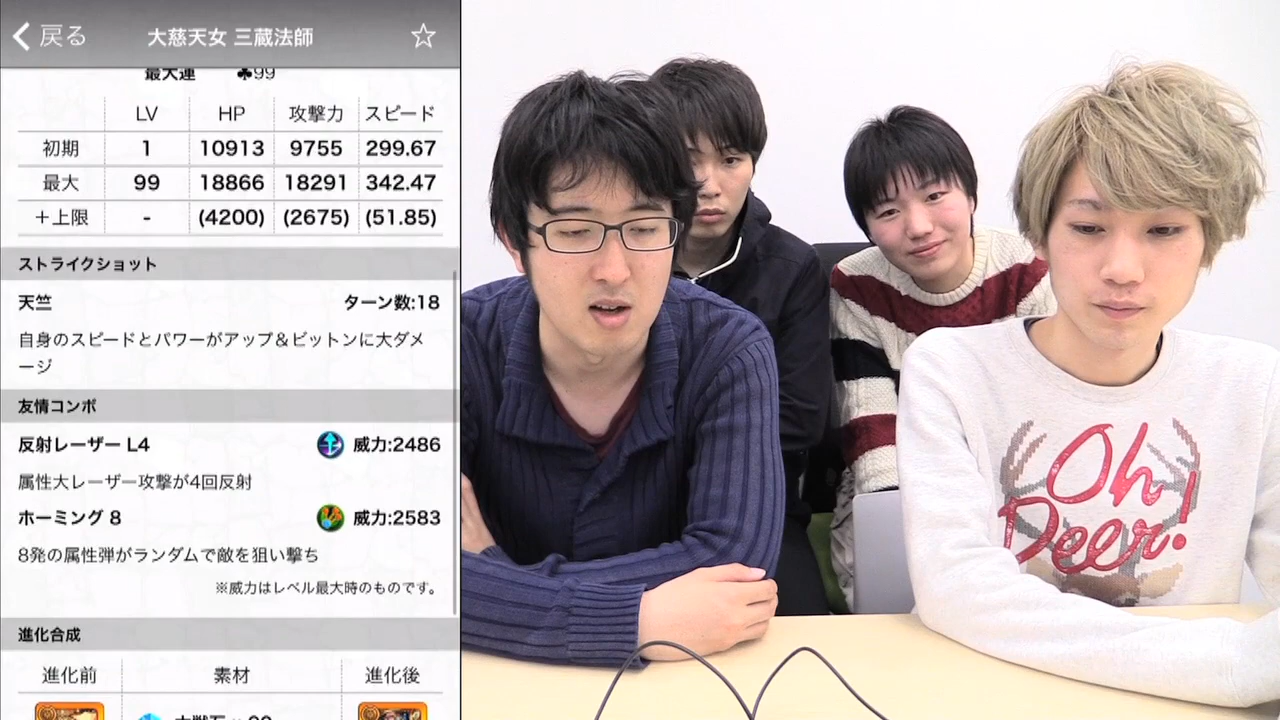 戻る 大慈天女 三蔵法師 ☆
最大運 ♣99
LV HP 攻撃力 スピード
初期 1 10913 9755 299.67
最大 99 18866 18291 342.47
＋上限 - (4200) (2675) (51.85)
ストライクショット
天竺 ターン数:18
自身のスピードとパワーがアップ＆ビットンに大ダメ
ージ
友情コンボ
反射レーザー L4 威力:2486
属性大レーザー攻撃が4回反射
ホーミング 8 威力:2583
8発の属性弾がランダムで敵を狙い撃ち
※威力はレベル最大時のものです。
進化合成
進化前 素材 進化後
Oh
Deer!